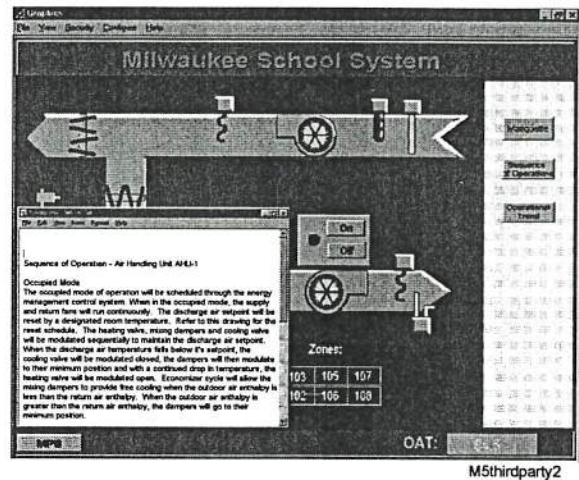 Graphics
File View Security Configure Help
Milwaukee School System
Marquette
Sequence of Operations
Operational Trend
File Edit View Insert Format Help
Sequence of Operation - Air Handling Unit AHU-1
Occupied Mode
The occupied mode of operation will be scheduled through the energy
management control system. When in the occupied mode, the supply
and return fans will run continuously. The discharge air setpoint will be
reset by a designated room temperature. Refer to this drawing for the
reset schedule. The heating valve, mixing dampers and cooling valve
will be modulated sequentially to maintain the discharge air setpoint.
When the discharge air temperature falls below it's setpoint, the
cooling valve will be modulated closed, the dampers will then modulate
to their minimum position and with a continued drop in temperature, the
heating valve will be modulated open. Economizer cycle will allow the
mixing dampers to provide free cooling when the outdoor air enthalpy is
less than the return air enthalpy. When the outdoor air enthalpy is
greater than the return air enthalpy, the dampers will go to their
minimum position.
On
Off
Zones:
103 105 107
102 106 108
OAT:
M5thirdparty2